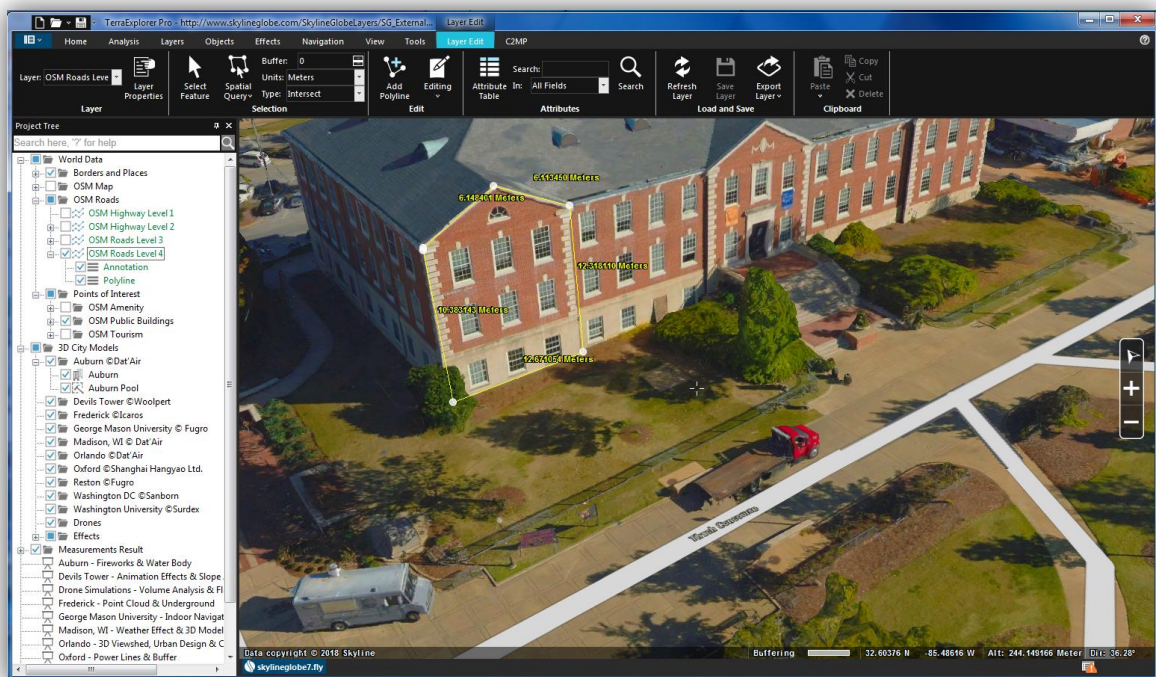 TerraExplorer Pro - http://www.skylineglobe.com/SkylineGlobeLayers/SG_External...
Layer Edit
Home Analysis Layers Objects Effects Navigation View Tools Layer Edit C2MP
Layer: OSM Roads Leve
Layer Properties
Layer
Select Feature
Spatial Query
Buffer: 0
Units: Meters
Type: Intersect
Selection
Add Polyline
Editing
Edit
Attribute Table
Search:
In: All Fields
Search
Attributes
Refresh Layer
Save Layer
Export Layer
Load and Save
Paste
Copy
Cut
Delete
Clipboard
Project Tree
Search here, '?' for help
World Data
Borders and Places
OSM Map
OSM Roads
OSM Highway Level 1
OSM Highway Level 2
OSM Roads Level 3
OSM Roads Level 4
Annotation
Polyline
Points of Interest
OSM Amenity
OSM Public Buildings
OSM Tourism
3D City Models
Auburn ©Dat'Air
Auburn
Auburn Pool
Devils Tower ©Woolpert
Frederick ©Icaros
George Mason University © Fugro
Madison, WI © Dat'Air
Orlando ©Dat'Air
Oxford ©Shanghai Hangyao Ltd.
Reston ©Fugro
Washington DC ©Sanborn
Washington University ©Surdex
Drones
Effects
Measurements Result
Auburn - Fireworks & Water Body
Devils Tower - Animation Effects & Slope
Drone Simulations - Volume Analysis & Fl
Frederick - Point Cloud & Underground
George Mason University - Indoor Navigat
Madison, WI - Weather Effect & 3D Model
Orlando - 3D Viewshed, Urban Design & C
Oxford - Power Lines & Buffer
6.113450 Meters
6.148401 Meters
12.318110 Meters
10.383143 Meters
12.671054 Meters
Thach Concourse
Data copyright © 2018 Skyline
Buffering 32.60376 N -85.48616 W Alt: 244.149166 Meter Dir: 36.28°
skylineglobe7.fly